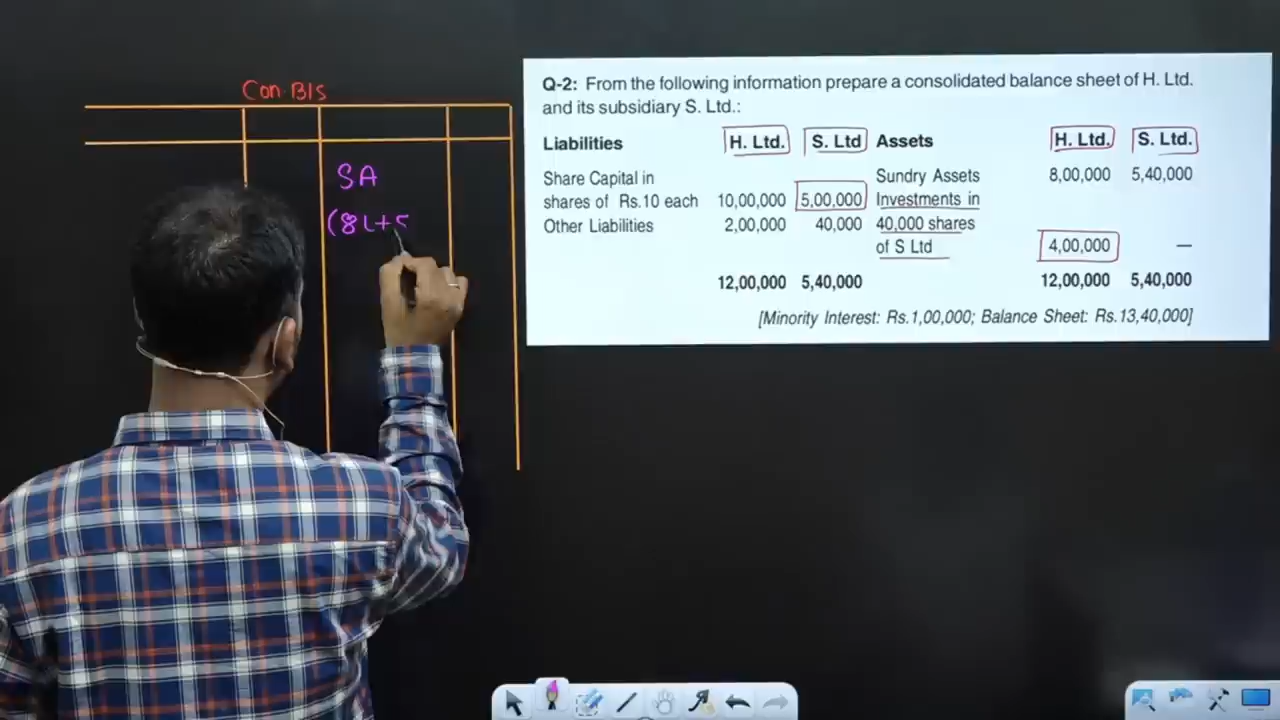 Con. B/s
SA
(8L+5
Q-2: From the following information prepare a consolidated balance sheet of H. Ltd.
and its subsidiary S. Ltd.:
Liabilities H. Ltd. S. Ltd Assets H. Ltd. S. Ltd.
Share Capital in Sundry Assets 8,00,000 5,40,000
shares of Rs.10 each 10,00,000 5,00,000 Investments in
Other Liabilities 2,00,000 40,000 40,000 shares
of S Ltd 4,00,000 —
12,00,000 5,40,000 12,00,000 5,40,000
[Minority Interest: Rs.1,00,000; Balance Sheet: Rs.13,40,000]